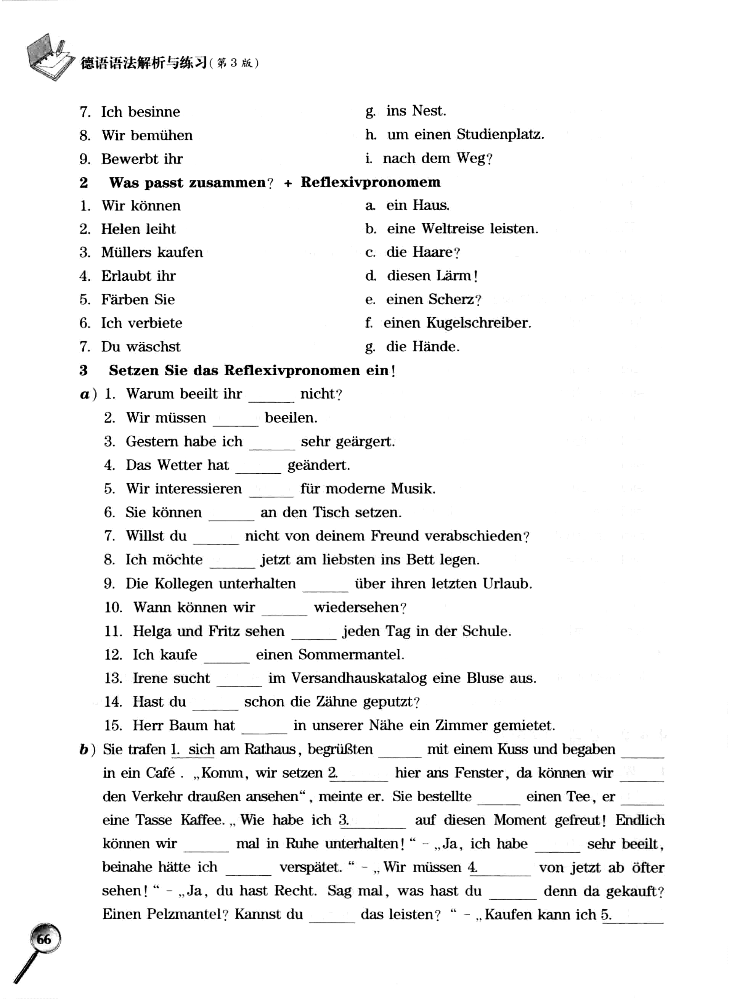 德语语法解析与练习(第3版)
7. Ich besinne
g. ins Nest.
8. Wir bemühen
h. um einen Studienplatz.
9. Bewerbt ihr
i. nach dem Weg?
2 Was passt zusammen? + Reflexivpronomem
1. Wir können
a. ein Haus.
2. Helen leiht
b. eine Weltreise leisten.
3. Müllers kaufen
c. die Haare?
4. Erlaubt ihr
d. diesen Lärm!
5. Färben Sie
e. einen Scherz?
6. Ich verbiete
f. einen Kugelschreiber.
7. Du wäschst
g. die Hände.
3 Setzen Sie das Reflexivpronomen ein!
a) 1. Warum beeilt ihr ______ nicht?
2. Wir müssen ______ beeilen.
3. Gestern habe ich ______ sehr geärgert.
4. Das Wetter hat ______ geändert.
5. Wir interessieren ______ für moderne Musik.
6. Sie können ______ an den Tisch setzen.
7. Willst du ______ nicht von deinem Freund verabschieden?
8. Ich möchte ______ jetzt am liebsten ins Bett legen.
9. Die Kollegen unterhalten ______ über ihren letzten Urlaub.
10. Wann können wir ______ wiedersehen?
11. Helga und Fritz sehen ______ jeden Tag in der Schule.
12. Ich kaufe ______ einen Sommermantel.
13. Irene sucht ______ im Versandhauskatalog eine Bluse aus.
14. Hast du ______ schon die Zähne geputzt?
15. Herr Baum hat ______ in unserer Nähe ein Zimmer gemietet.
b) Sie trafen 1. sich am Rathaus, begrüßten ______ mit einem Kuss und begaben ______
in ein Café. „Komm, wir setzen 2. ______ hier ans Fenster, da können wir ______
den Verkehr draußen ansehen“, meinte er. Sie bestellte ______ einen Tee, er ______
eine Tasse Kaffee. „Wie habe ich 3. ______ auf diesen Moment gefreut! Endlich
können wir ______ mal in Ruhe unterhalten!“ – „Ja, ich habe ______ sehr beeilt,
beinahe hätte ich ______ verspätet.“ – „Wir müssen 4. ______ von jetzt ab öfter
sehen!“ – „Ja, du hast Recht. Sag mal, was hast du ______ denn da gekauft?
Einen Pelzmantel? Kannst du ______ das leisten?“ – „Kaufen kann ich 5. ______
66